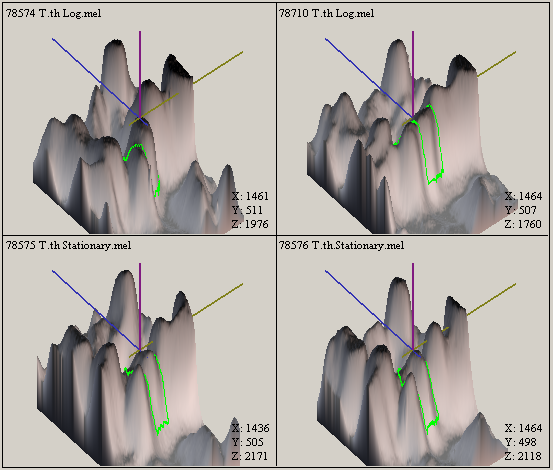 78574 T.th Log.mel
X: 1461
Y: 511
Z: 1976
78710 T.th Log.mel
X: 1464
Y: 507
Z: 1760
78575 T.th Stationary.mel
X: 1436
Y: 505
Z: 2171
78576 T.th.Stationary.mel
X: 1464
Y: 498
Z: 2118